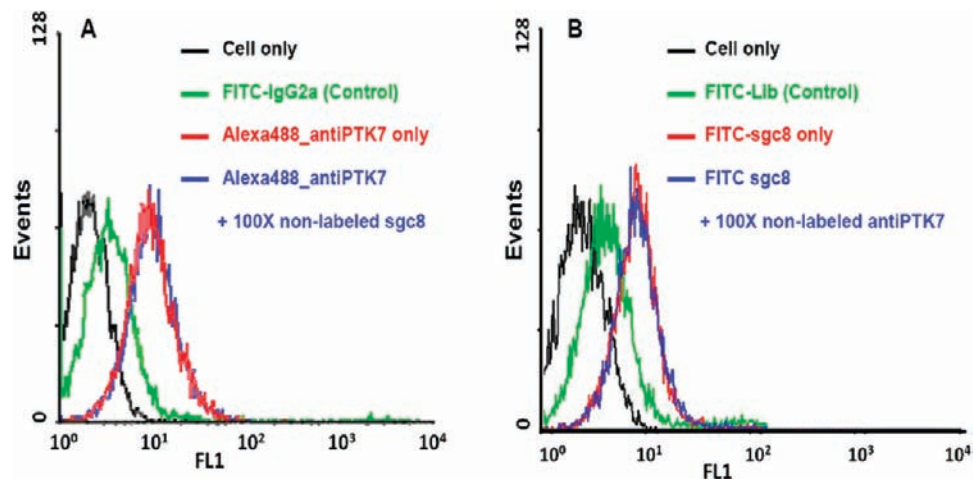 128
A
Cell only
FITC-IgG2a (Control)
Alexa488_antiPTK7 only
Alexa488_antiPTK7
+ 100X non-labeled sgc8
Events
0
10⁰ 10¹ 10² 10³ 10⁴
FL1
128
B
Cell only
FITC-Lib (Control)
FITC-sgc8 only
FITC sgc8
+ 100X non-labeled antiPTK7
Events
0
10⁰ 10¹ 10² 10³ 10⁴
FL1